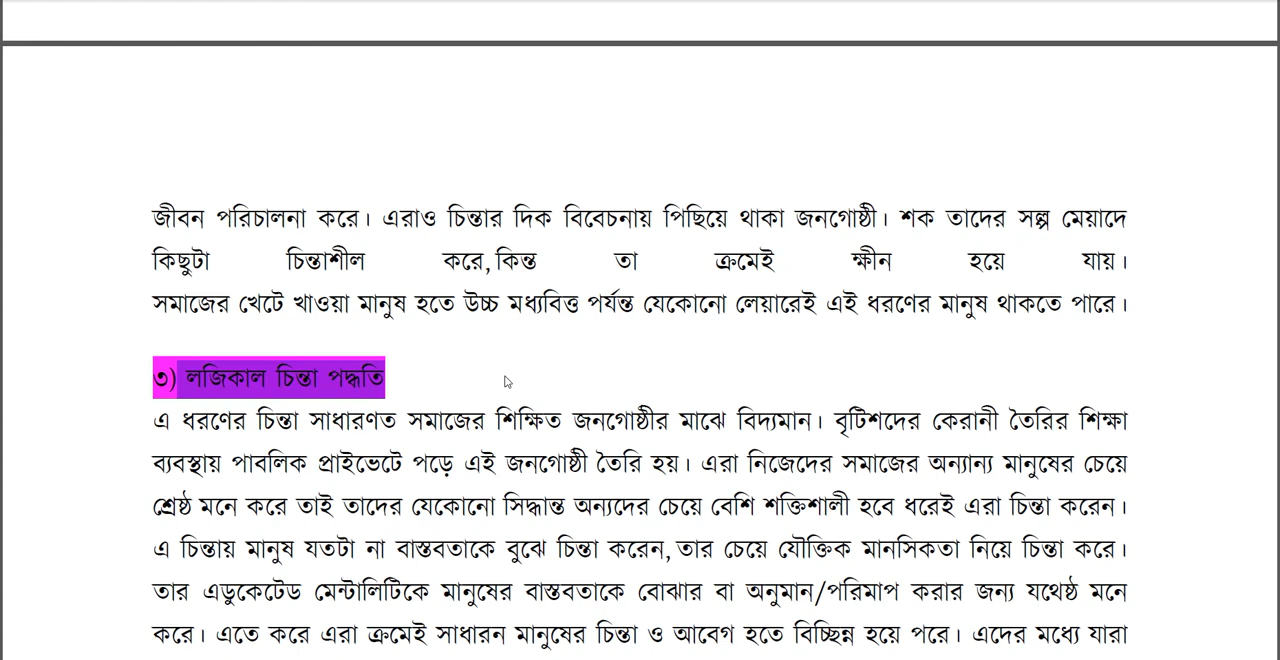 জীবন পরিচালনা করে। এরাও চিন্তার দিক বিবেচনায় পিছিয়ে থাকা জনগোষ্ঠী। শক তাদের সল্প মেয়াদে
কিছুটা চিন্তাশীল করে, কিন্ত তা ক্রমেই ক্ষীন হয়ে যায়।
সমাজের খেটে খাওয়া মানুষ হতে উচ্চ মধ্যবিত্ত পর্যন্ত যেকোনো লেয়ারেই এই ধরণের মানুষ থাকতে পারে।
৩) লজিকাল চিন্তা পদ্ধতি
এ ধরণের চিন্তা সাধারণত সমাজের শিক্ষিত জনগোষ্ঠীর মাঝে বিদ্যমান। বৃটিশদের কেরানী তৈরির শিক্ষা
ব্যবস্থায় পাবলিক প্রাইভেটে পড়ে এই জনগোষ্ঠী তৈরি হয়। এরা নিজেদের সমাজের অন্যান্য মানুষের চেয়ে
শ্রেষ্ঠ মনে করে তাই তাদের যেকোনো সিদ্ধান্ত অন্যদের চেয়ে বেশি শক্তিশালী হবে ধরেই এরা চিন্তা করেন।
এ চিন্তায় মানুষ যতটা না বাস্তবতাকে বুঝে চিন্তা করেন, তার চেয়ে যৌক্তিক মানসিকতা নিয়ে চিন্তা করে।
তার এডুকেটেড মেন্টালিটিকে মানুষের বাস্তবতাকে বোঝার বা অনুমান/পরিমাপ করার জন্য যথেষ্ঠ মনে
করে। এতে করে এরা ক্রমেই সাধারন মানুষের চিন্তা ও আবেগ হতে বিচ্ছিন্ন হয়ে পরে। এদের মধ্যে যারা